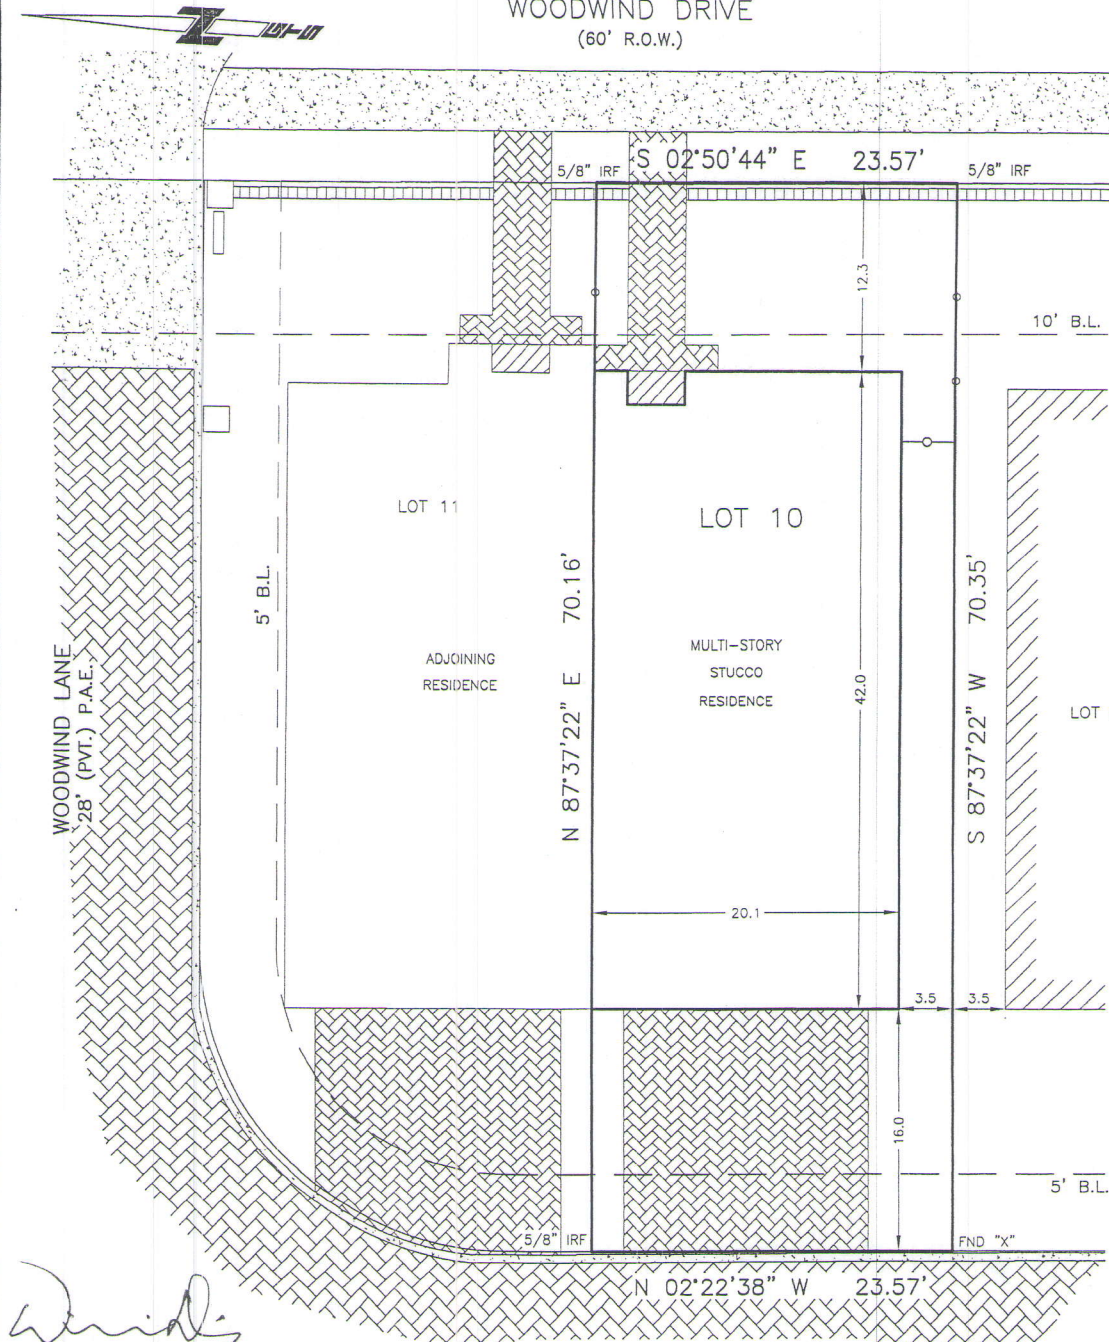 WOODWIND DRIVE
(60' R.O.W.)
N
S 02°50'44" E 23.57'
5/8" IRF
5/8" IRF
12.3
10' B.L.
LOT 11
LOT 10
5' B.L.
N 87°37'22" E 70.16'
S 87°37'22" W 70.35'
ADJOINING
RESIDENCE
MULTI-STORY
STUCCO
RESIDENCE
42.0
LOT
WOODWIND LANE
28' (PVT.) P.A.E.
20.1
3.5
3.5
16.0
5' B.L.
5/8" IRF
FND "X"
N 02°22'38" W 23.57'